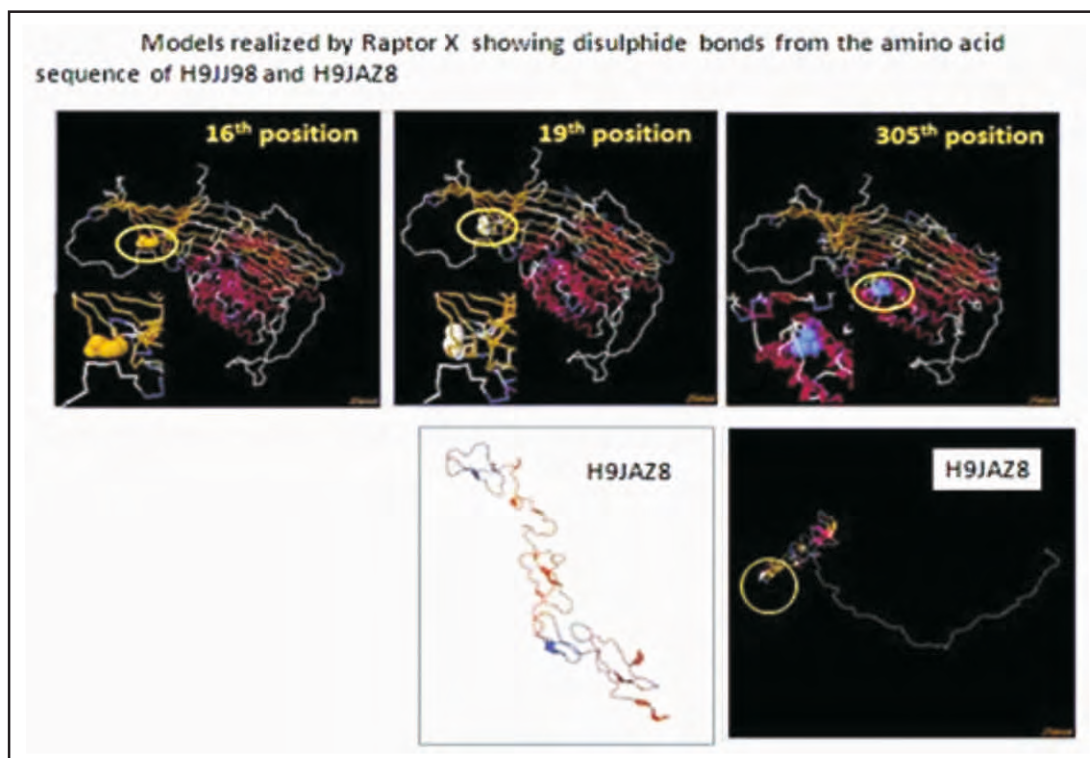 Models realized by Raptor X showing disulphide bonds from the amino acid
sequence of H9JJ98 and H9JAZ8
16th position
19th position
305th position
H9JAZ8
H9JAZ8